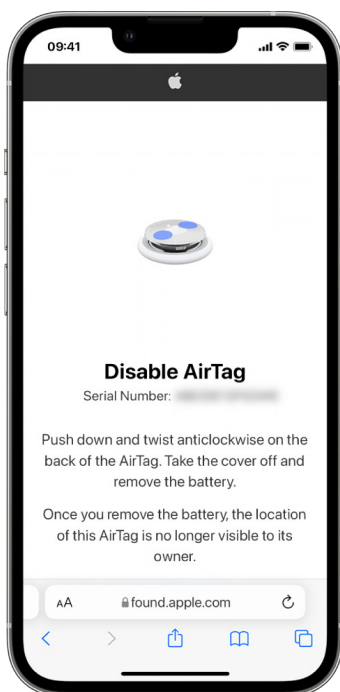 09:41
Disable AirTag
Serial Number:
Push down and twist anticlockwise on the
back of the AirTag. Take the cover off and
remove the battery.
Once you remove the battery, the location
of this AirTag is no longer visible to its
owner.
AA
found.apple.com